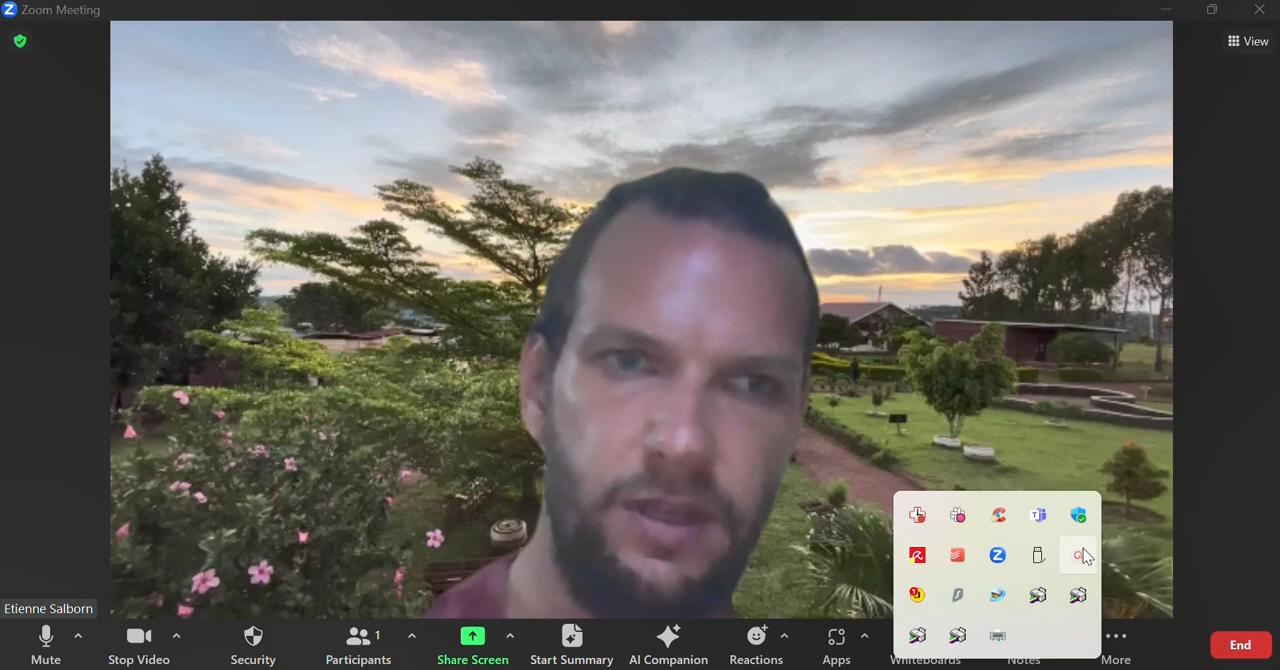 Zoom Meeting
View
Etienne Salborn
1
Mute
Stop Video
Security
Participants
Share Screen
Start Summary
AI Companion
Reactions
Apps
Whiteboards
Notes
More
End